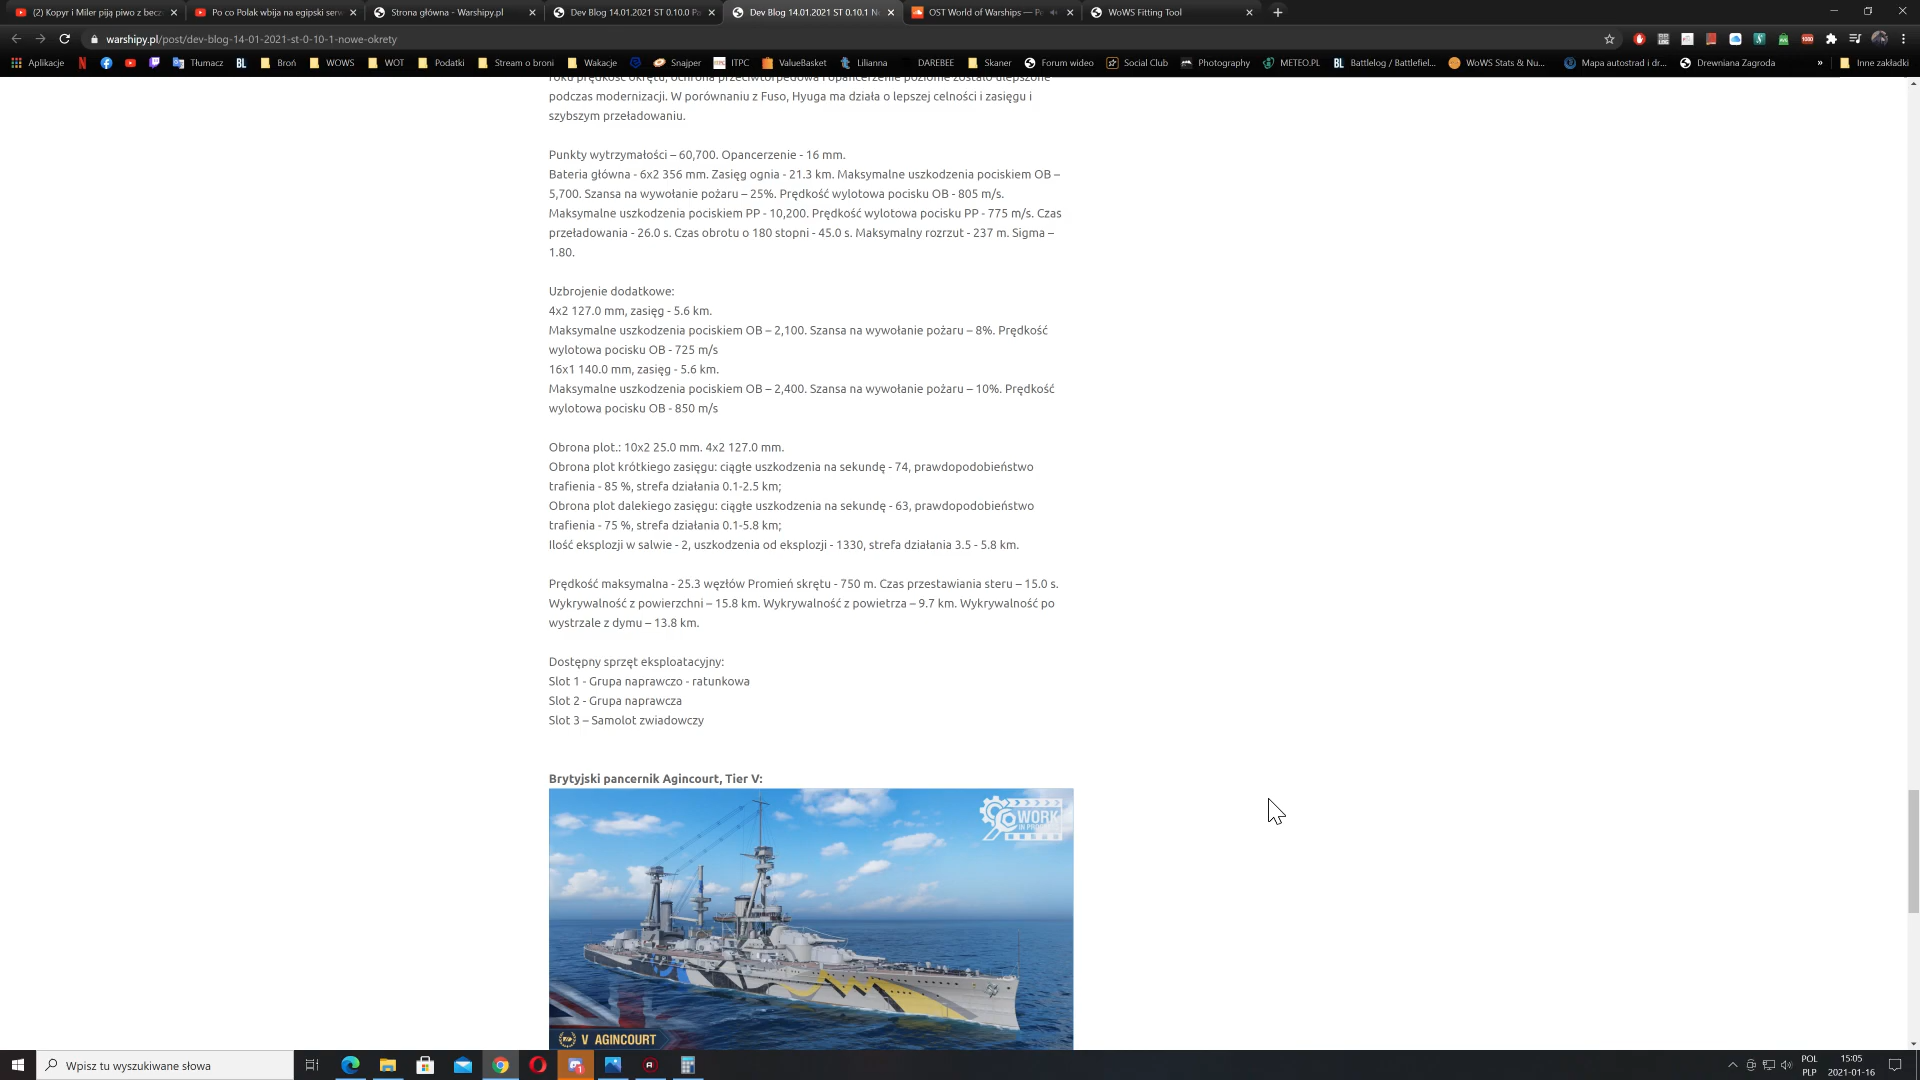 (2) Kopyr i Miler piją piwo z becz
Po co Polak wbija na egipski serw
Strona główna - Warshipy.pl
Dev Blog 14.01.2021 ST 0.10.0 Po
Dev Blog 14.01.2021 ST 0.10.1 N
OST World of Warships — P
WoWS Fitting Tool
warshipy.pl/post/dev-blog-14-01-2021-st-0-10-1-nowe-okrety
Aplikacje
Tłumacz
BL
Broń
WOWS
WOT
Podatki
Stream o broni
Wakacje
Snajper
ITPC
ValueBasket
Lilianna
DAREBEE
Skaner
Forum wideo
Social Club
Photography
METEO.PL
BL Battlelog / Battlefiel...
WoWS Stats & Nu...
Mapa autostrad i dr...
Drewniana Zagroda
»
Inne zakładki
roku prędkość okrętu, ochrona przeciwtorpedowa i opancerzenie poziome zostało ulepszone
podczas modernizacji. W porównaniu z Fuso, Hyuga ma działa o lepszej celności i zasięgu i
szybszym przeładowaniu.
Punkty wytrzymałości – 60,700. Opancerzenie - 16 mm.
Bateria główna - 6x2 356 mm. Zasięg ognia - 21.3 km. Maksymalne uszkodzenia pociskiem OB –
5,700. Szansa na wywołanie pożaru – 25%. Prędkość wylotowa pocisku OB - 805 m/s.
Maksymalne uszkodzenia pociskiem PP - 10,200. Prędkość wylotowa pocisku PP - 775 m/s. Czas
przeładowania - 26.0 s. Czas obrotu o 180 stopni - 45.0 s. Maksymalny rozrzut - 237 m. Sigma –
1.80.
Uzbrojenie dodatkowe:
4x2 127.0 mm, zasięg - 5.6 km.
Maksymalne uszkodzenia pociskiem OB – 2,100. Szansa na wywołanie pożaru – 8%. Prędkość
wylotowa pocisku OB - 725 m/s
16x1 140.0 mm, zasięg - 5.6 km.
Maksymalne uszkodzenia pociskiem OB – 2,400. Szansa na wywołanie pożaru – 10%. Prędkość
wylotowa pocisku OB - 850 m/s
Obrona plot.: 10x2 25.0 mm. 4x2 127.0 mm.
Obrona plot krótkiego zasięgu: ciągłe uszkodzenia na sekundę - 74, prawdopodobieństwo
trafienia - 85 %, strefa działania 0.1-2.5 km;
Obrona plot dalekiego zasięgu: ciągłe uszkodzenia na sekundę - 63, prawdopodobieństwo
trafienia - 75 %, strefa działania 0.1-5.8 km;
Ilość eksplozji w salwie - 2, uszkodzenia od eksplozji - 1330, strefa działania 3.5 - 5.8 km.
Prędkość maksymalna - 25.3 węzłów Promień skrętu - 750 m. Czas przestawiania steru – 15.0 s.
Wykrywalność z powierzchni – 15.8 km. Wykrywalność z powietrza – 9.7 km. Wykrywalność po
wystrzale z dymu – 13.8 km.
Dostępny sprzęt eksploatacyjny:
Slot 1 - Grupa naprawczo - ratunkowa
Slot 2 - Grupa naprawcza
Slot 3 – Samolot zwiadowczy
Brytyjski pancernik Agincourt, Tier V:
WORK
V AGINCOURT
Wpisz tu wyszukiwane słowa
POL
PLP
15:05
2021-01-16